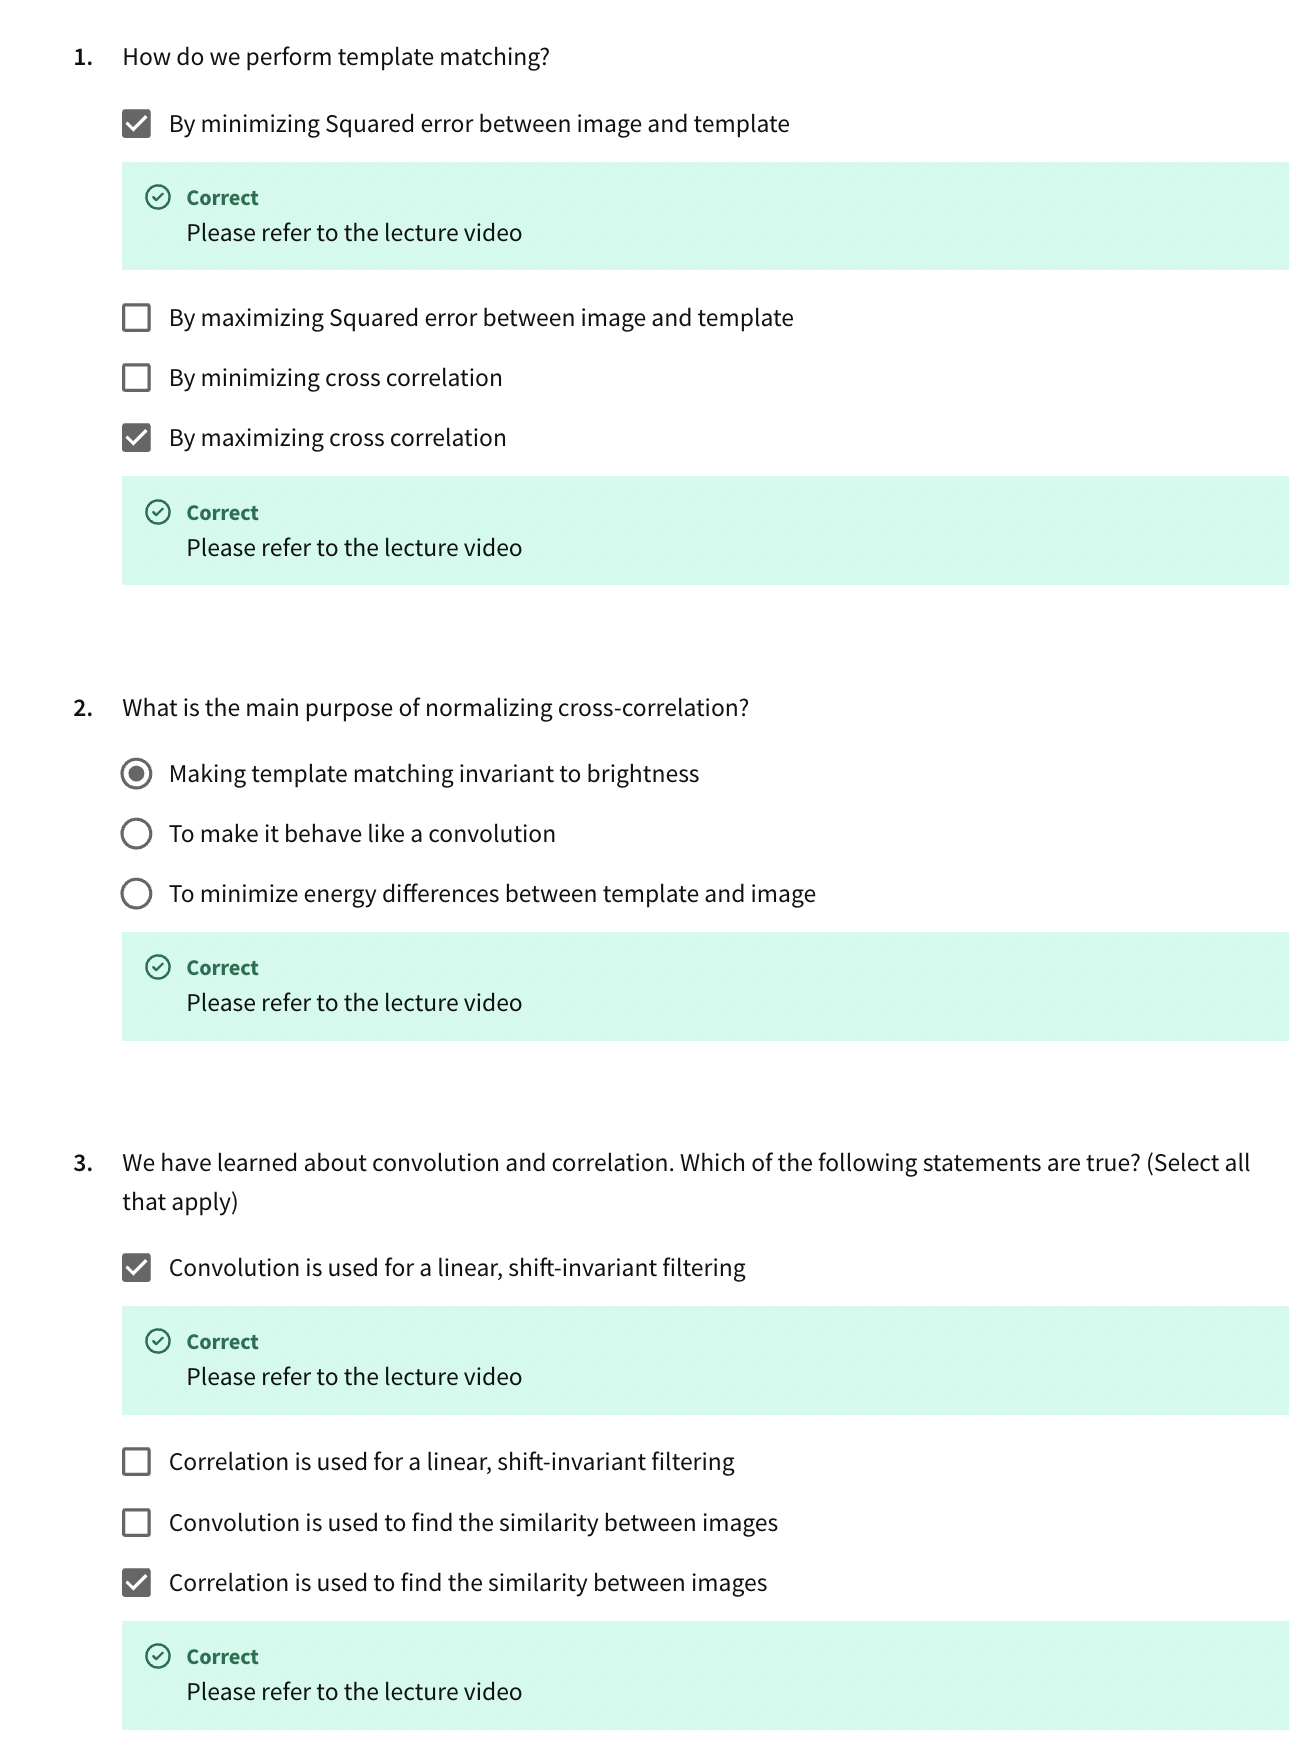 1. How do we perform template matching?
By minimizing Squared error between image and template
Correct
Please refer to the lecture video
By maximizing Squared error between image and template
By minimizing cross correlation
By maximizing cross correlation
Correct
Please refer to the lecture video
2. What is the main purpose of normalizing cross-correlation?
Making template matching invariant to brightness
To make it behave like a convolution
To minimize energy differences between template and image
Correct
Please refer to the lecture video
3. We have learned about convolution and correlation. Which of the following statements are true? (Select all
that apply)
Convolution is used for a linear, shift-invariant filtering
Correct
Please refer to the lecture video
Correlation is used for a linear, shift-invariant filtering
Convolution is used to find the similarity between images
Correlation is used to find the similarity between images
Correct
Please refer to the lecture video